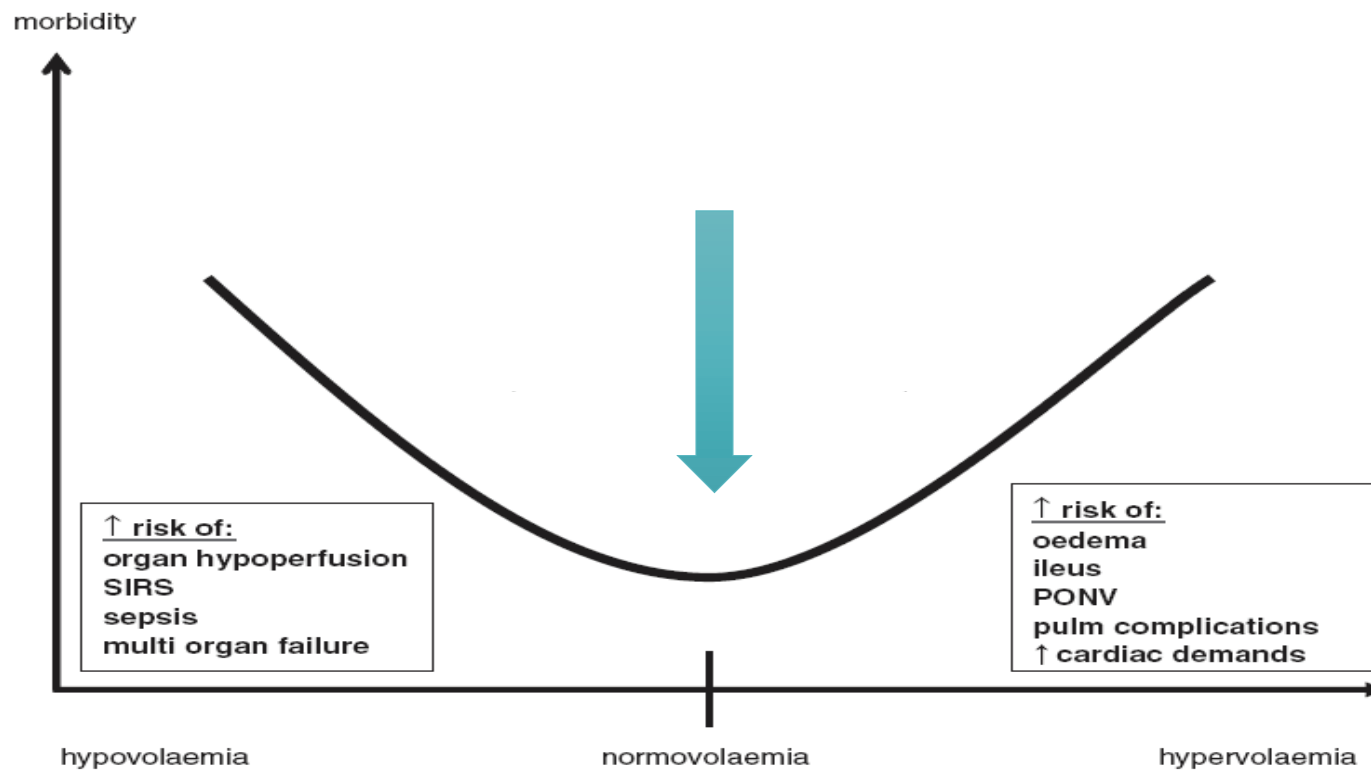 morbidity
↑ risk of:
organ hypoperfusion
SIRS
sepsis
multi organ failure
↑ risk of:
oedema
ileus
PONV
pulm complications
↑ cardiac demands
hypovolaemia
normovolaemia
hypervolaemia